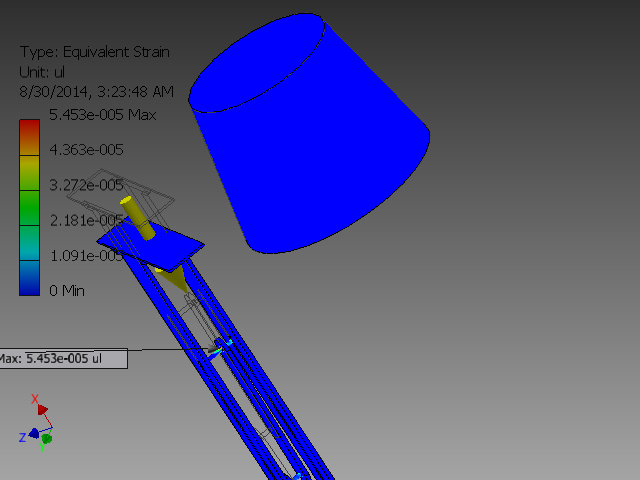 Type: Equivalent Strain
Unit: ul
8/30/2014, 3:23:48 AM
5.453e-005 Max
4.363e-005
3.272e-005
2.181e-005
1.091e-005
0 Min
Max: 5.453e-005 ul
X
Z
Y